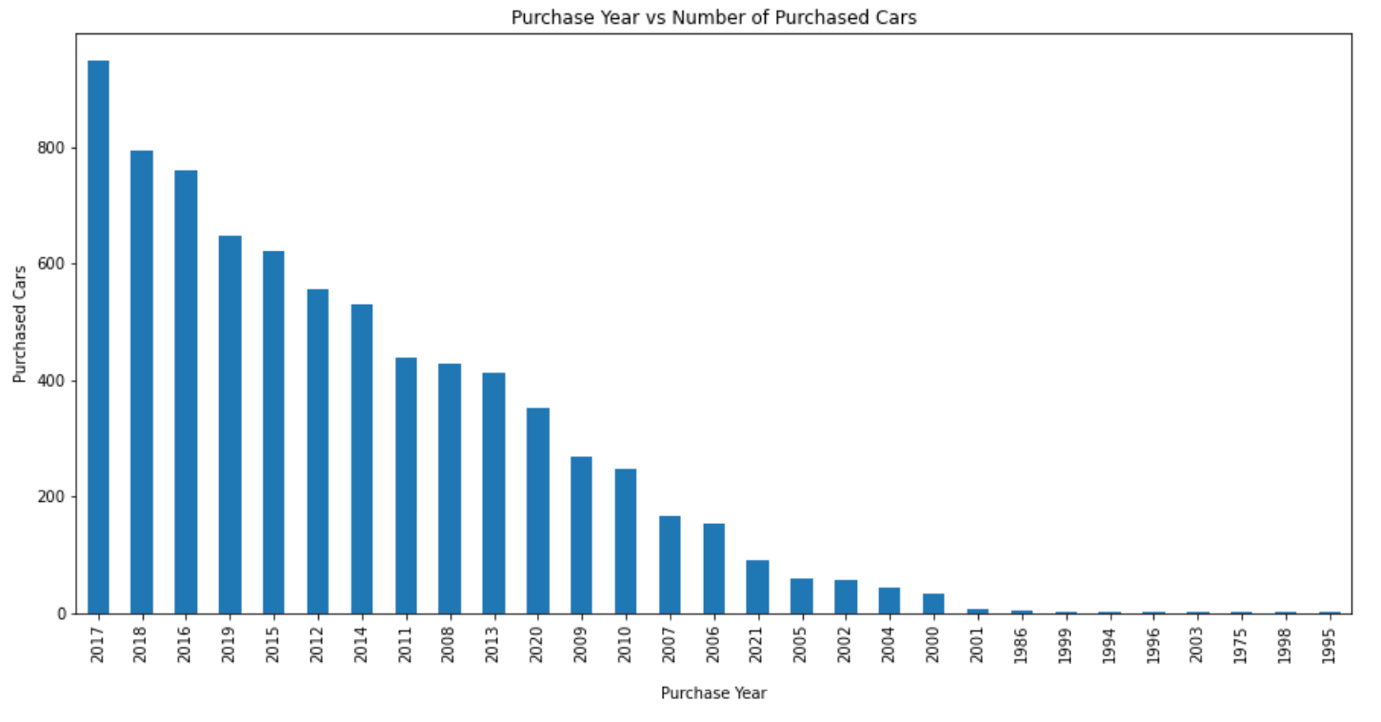 Purchase Year vs Number of Purchased Cars
800
600
400
200
0
Purchased Cars
2017 2018 2016 2019 2015 2012 2014 2011 2008 2013 2020 2009 2010 2007 2006 2021 2005 2002 2004 2000 2001 1986 1999 1994 1996 2003 1975 1998 1995
Purchase Year